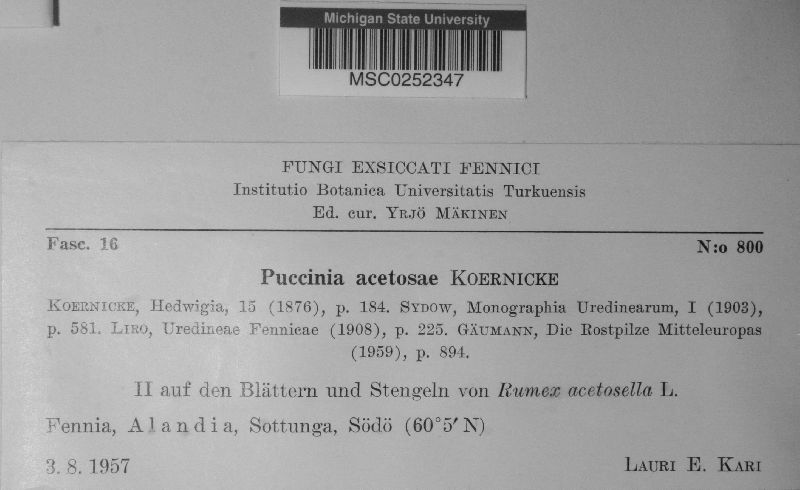 Michigan State University
MSC0252347
FUNGI EXSICCATI FENNICI
Institutio Botanica Universitatis Turkuensis
Ed. cur. YRJÖ MÄKINEN
Fasc. 16 N:o 800
Puccinia acetosae KOERNICKE
KOERNICKE, Hedwigia, 15 (1876), p. 184. SYDOW, Monographia Uredinearum, I (1903),
p. 581. LIRO, Uredineae Fennicae (1908), p. 225. GÄUMANN, Die Rostpilze Mitteleuropas
(1959), p. 894.
II auf den Blättern und Stengeln von Rumex acetosella L.
Fennia, Alandia, Sottunga, Södö (60°5′ N)
3. 8. 1957 LAURI E. KARI